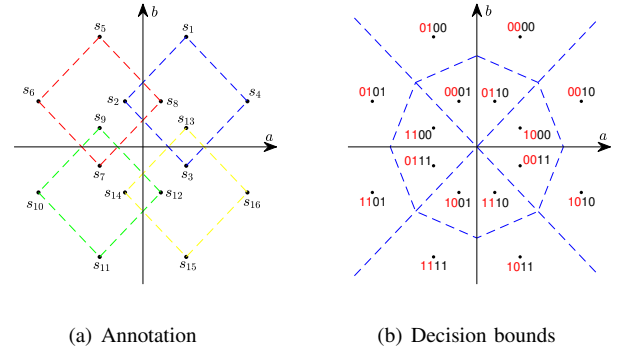 b
s5
s1
s6
s2
s8
s4
s9
s13
a
s7
s3
s10
s14
s12
s16
s11
s15
(a) Annotation
b
0100
0000
0101
0001
0110
0010
1100
1000
a
0111
0011
1101
1001
1110
1010
1111
1011
(b) Decision bounds